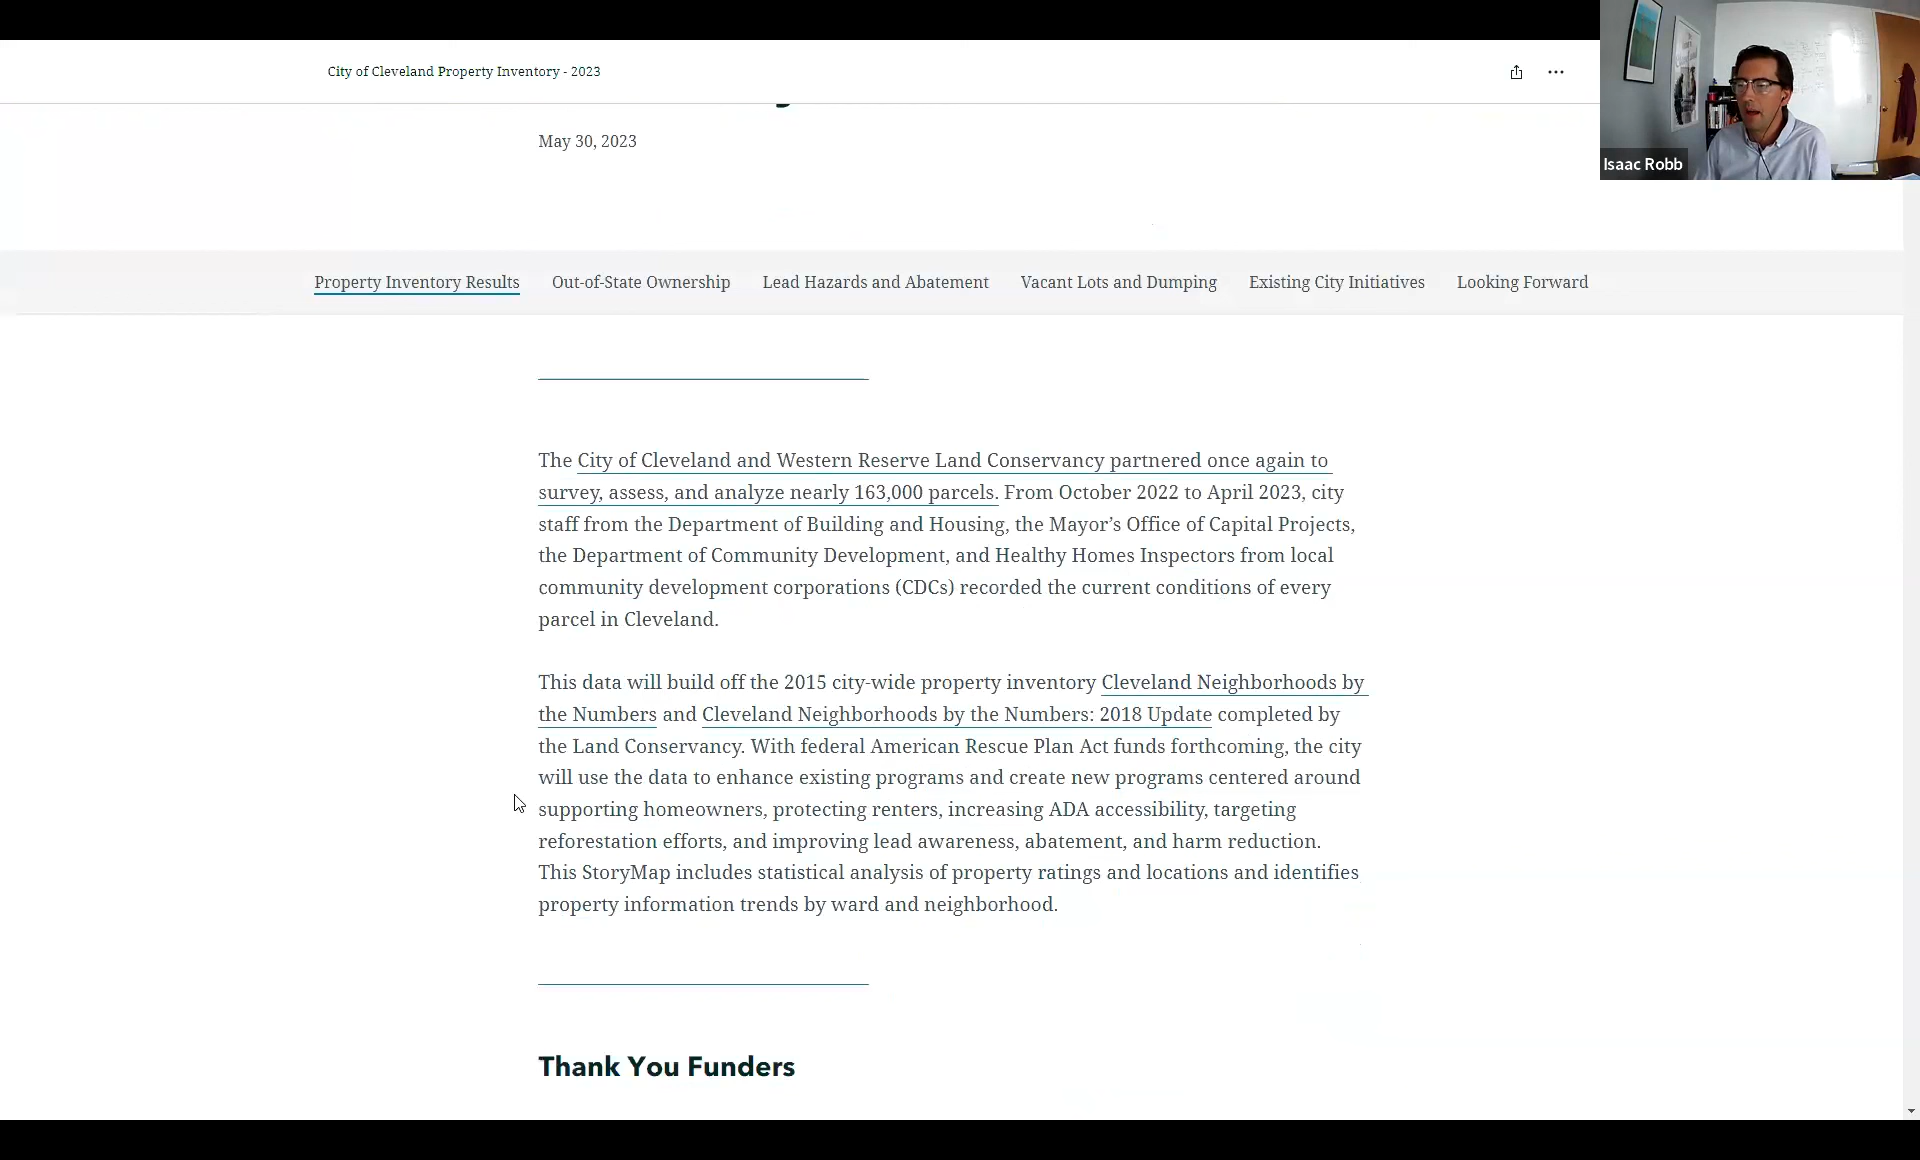 City of Cleveland Property Inventory - 2023
Isaac Robb
May 30, 2023
Property Inventory Results
Out-of-State Ownership
Lead Hazards and Abatement
Vacant Lots and Dumping
Existing City Initiatives
Looking Forward
The City of Cleveland and Western Reserve Land Conservancy partnered once again to
survey, assess, and analyze nearly 163,000 parcels. From October 2022 to April 2023, city
staff from the Department of Building and Housing, the Mayor’s Office of Capital Projects,
the Department of Community Development, and Healthy Homes Inspectors from local
community development corporations (CDCs) recorded the current conditions of every
parcel in Cleveland.
This data will build off the 2015 city-wide property inventory Cleveland Neighborhoods by
the Numbers and Cleveland Neighborhoods by the Numbers: 2018 Update completed by
the Land Conservancy. With federal American Rescue Plan Act funds forthcoming, the city
will use the data to enhance existing programs and create new programs centered around
supporting homeowners, protecting renters, increasing ADA accessibility, targeting
reforestation efforts, and improving lead awareness, abatement, and harm reduction.
This StoryMap includes statistical analysis of property ratings and locations and identifies
property information trends by ward and neighborhood.
Thank You Funders